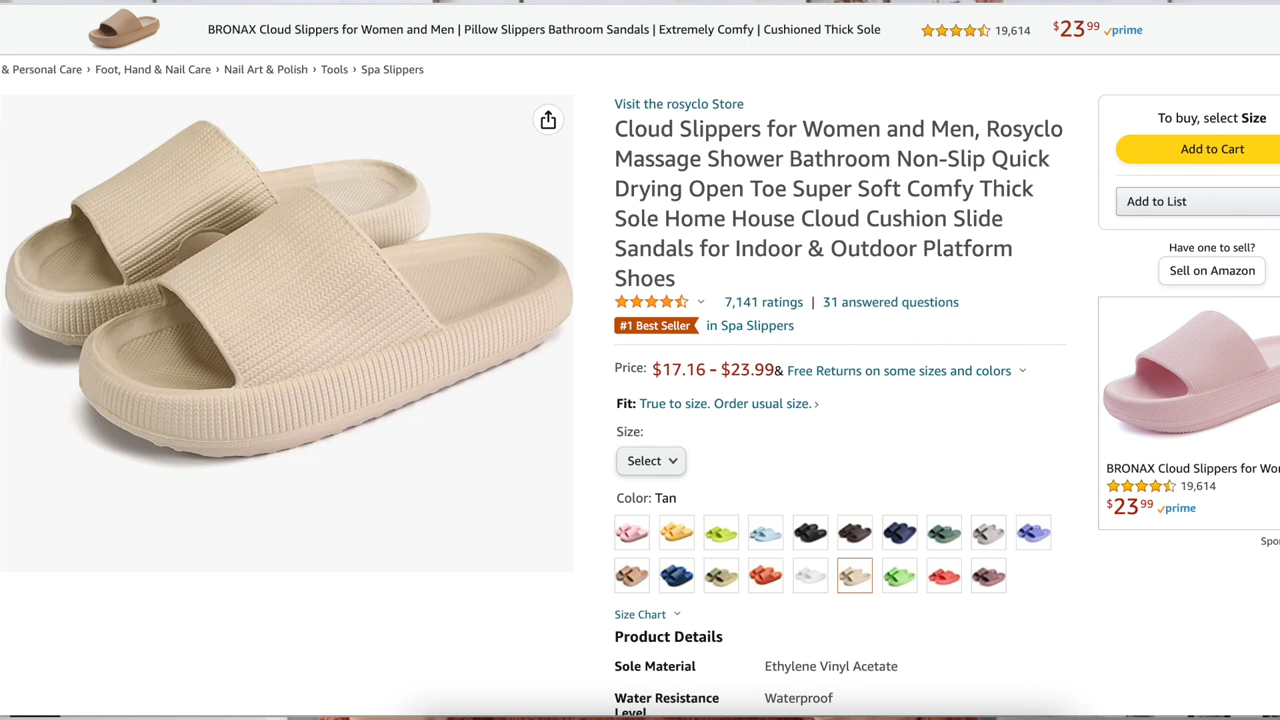 BRONAX Cloud Slippers for Women and Men | Pillow Slippers Bathroom Sandals | Extremely Comfy | Cushioned Thick Sole 19,614 $23 99 prime
& Personal Care › Foot, Hand & Nail Care › Nail Art & Polish › Tools › Spa Slippers
Visit the rosyclo Store
Cloud Slippers for Women and Men, Rosyclo
Massage Shower Bathroom Non-Slip Quick
Drying Open Toe Super Soft Comfy Thick
Sole Home House Cloud Cushion Slide
Sandals for Indoor & Outdoor Platform
Shoes
7,141 ratings | 31 answered questions
#1 Best Seller in Spa Slippers
Price: $17.16 - $23.99& Free Returns on some sizes and colors
Fit: True to size. Order usual size. ›
Size:
Select
Color: Tan
Size Chart
Product Details
Sole Material Ethylene Vinyl Acetate
Water Resistance Waterproof
Level
To buy, select Size
Add to Cart
Add to List
Have one to sell?
Sell on Amazon
BRONAX Cloud Slippers for Wo
19,614
$23 99 prime
Spo